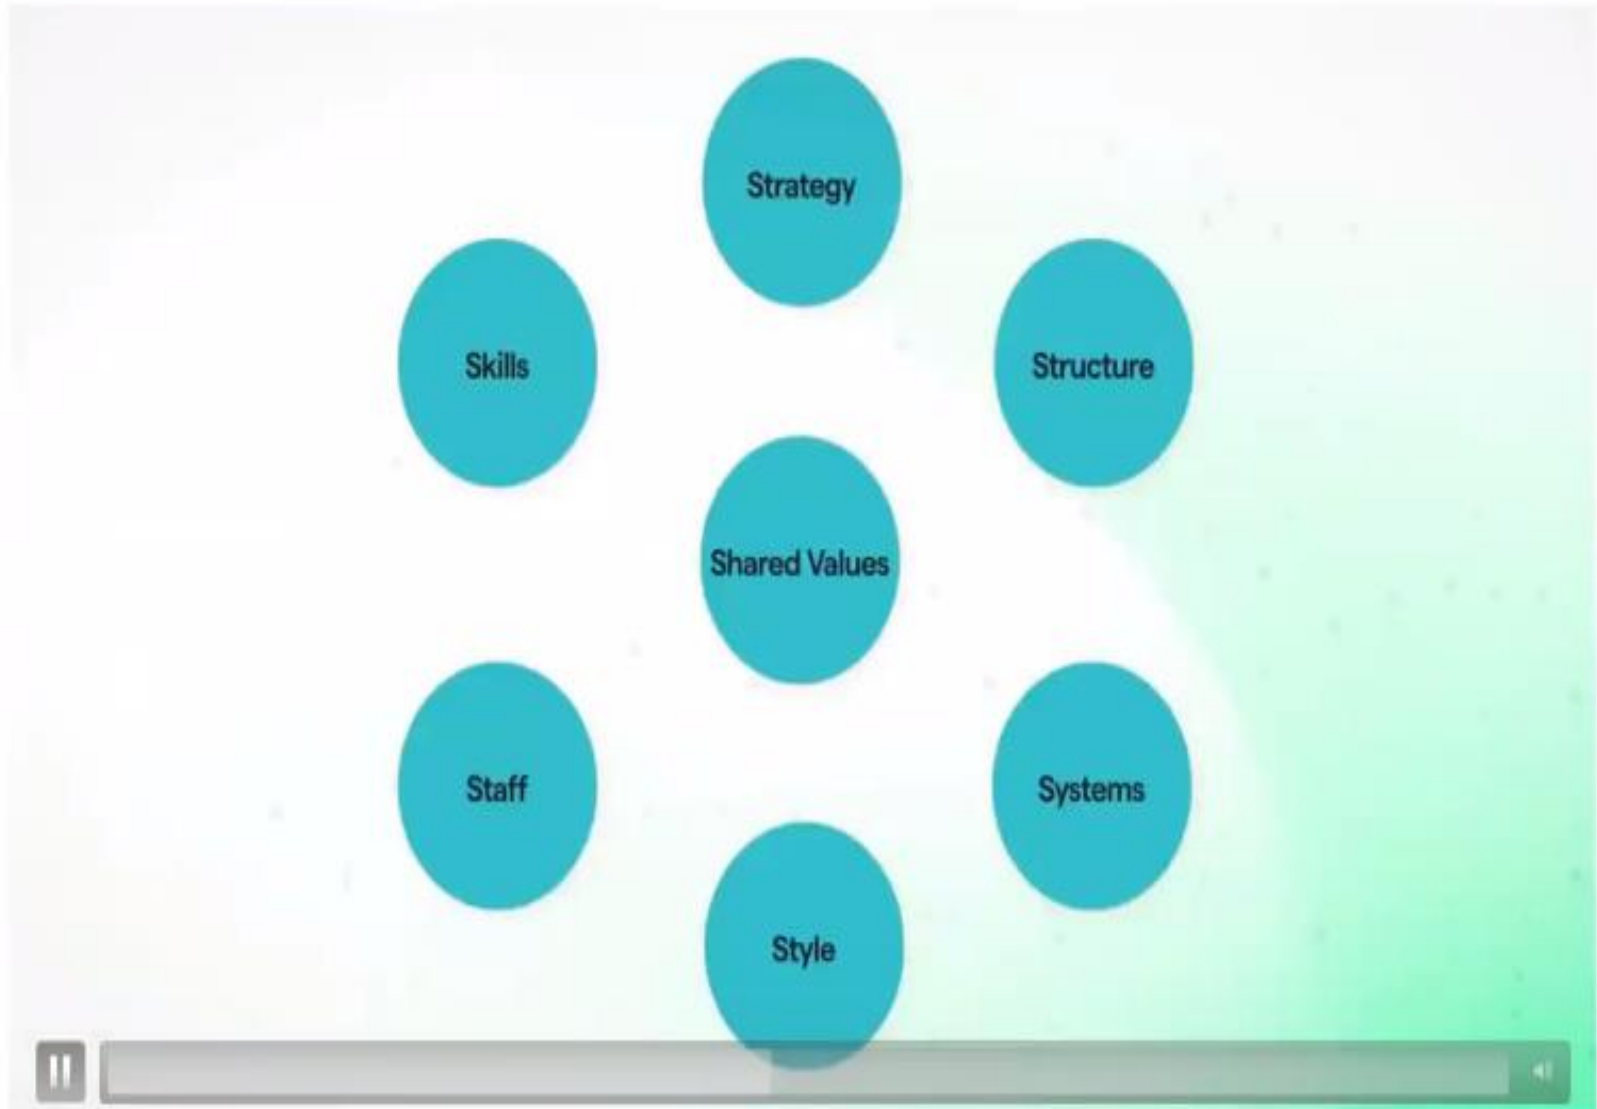 Strategy
Skills
Structure
Shared Values
Staff
Systems
Style